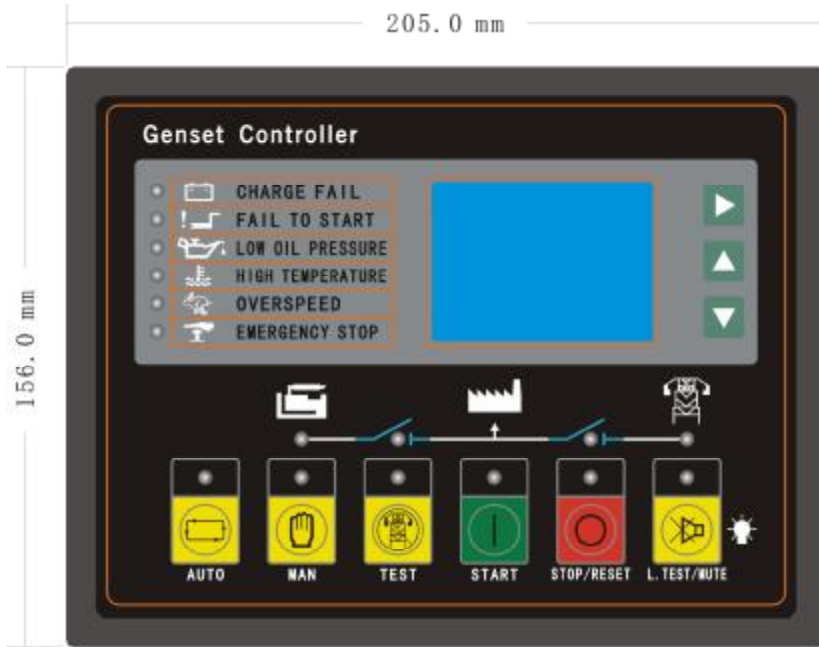 205.0 mm
156.0 mm
Genset Controller
CHARGE FAIL
! FAIL TO START
LOW OIL PRESSURE
HIGH TEMPERATURE
OVERSPEED
EMERGENCY STOP
AUTO MAN TEST START STOP/RESET L.TEST/MUTE